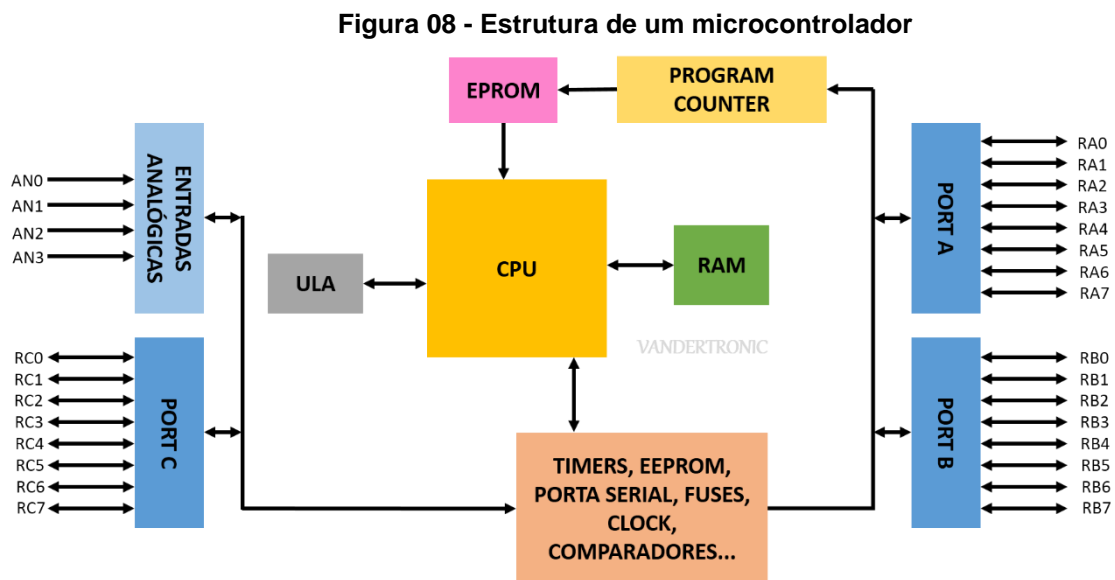 Figura 08 - Estrutura de um microcontrolador
EPROM
PROGRAM
COUNTER
ENTRADAS
ANALÓGICAS
AN0
AN1
AN2
AN3
PORT A
RA0
RA1
RA2
RA3
RA4
RA5
RA6
RA7
CPU
ULA
RAM
VANDERTRONIC
PORT C
RC0
RC1
RC2
RC3
RC4
RC5
RC6
RC7
PORT B
RB0
RB1
RB2
RB3
RB4
RB5
RB6
RB7
TIMERS, EEPROM,
PORTA SERIAL, FUSES,
CLOCK,
COMPARADORES...